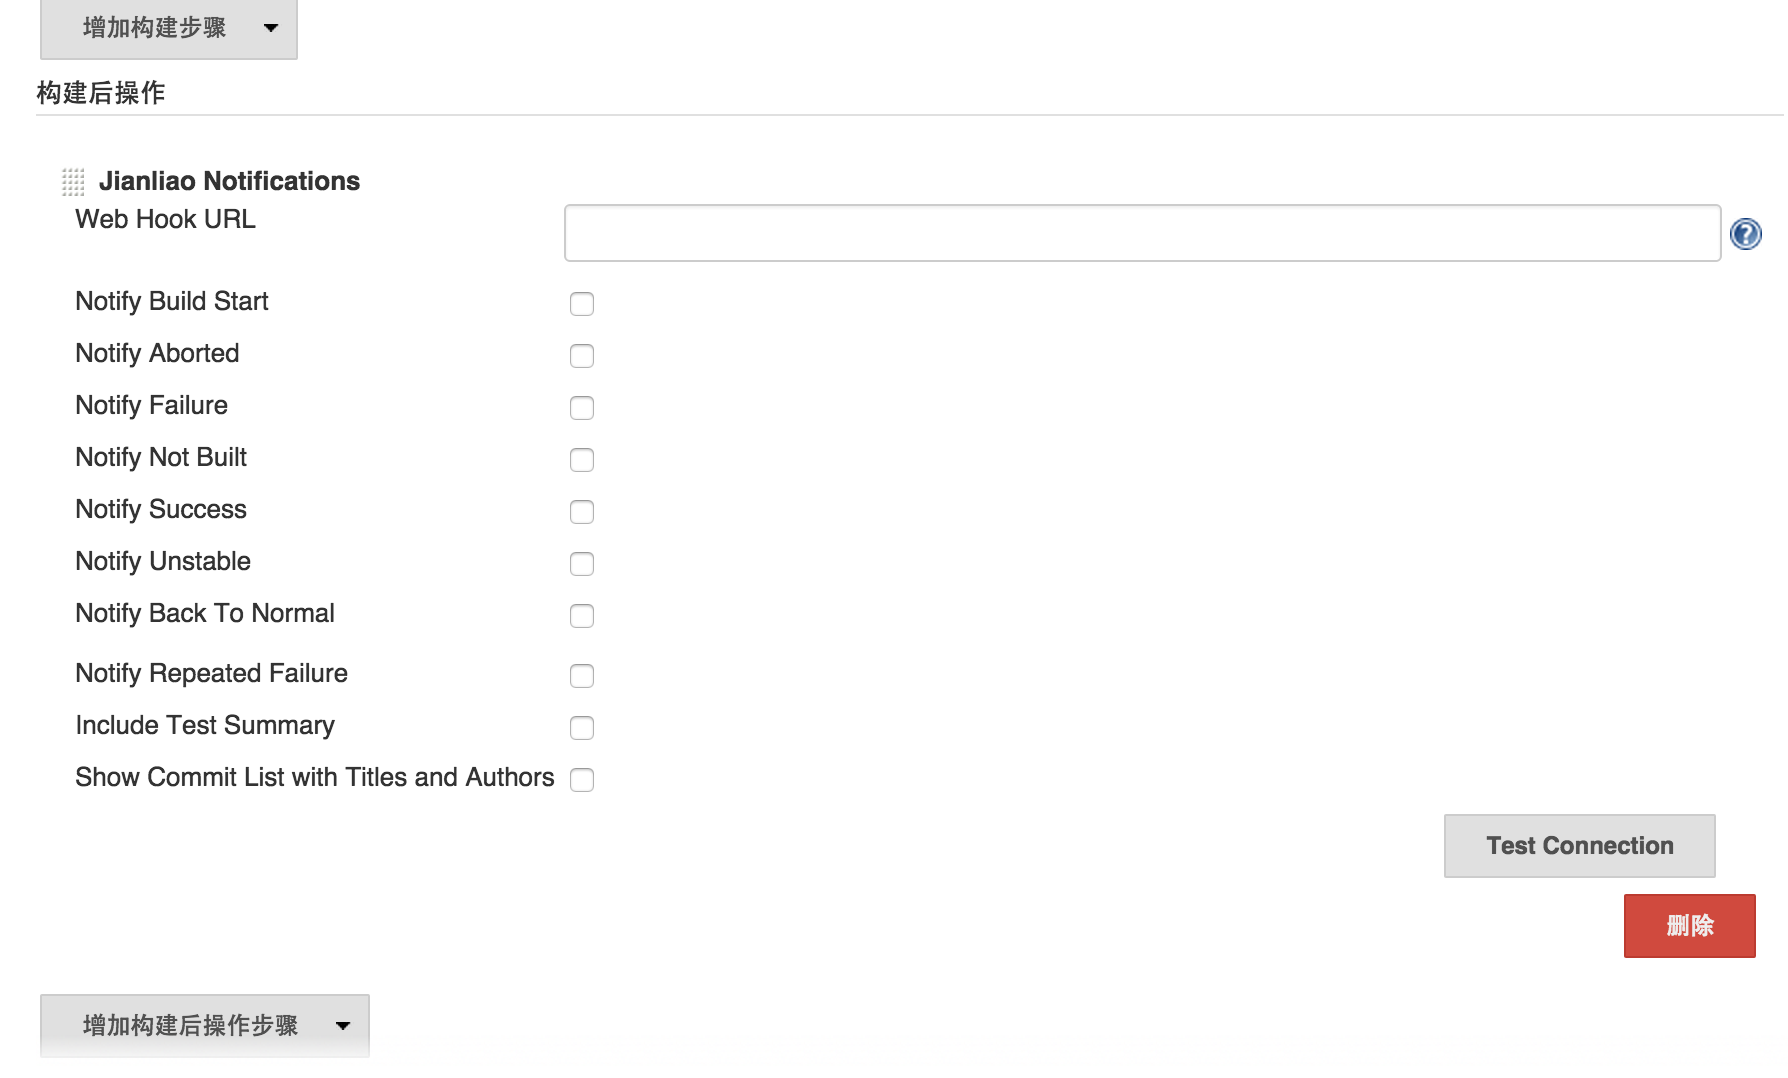 增加构建步骤
构建后操作
Jianliao Notifications
Web Hook URL
Notify Build Start
Notify Aborted
Notify Failure
Notify Not Built
Notify Success
Notify Unstable
Notify Back To Normal
Notify Repeated Failure
Include Test Summary
Show Commit List with Titles and Authors
Test Connection
删除
增加构建后操作步骤